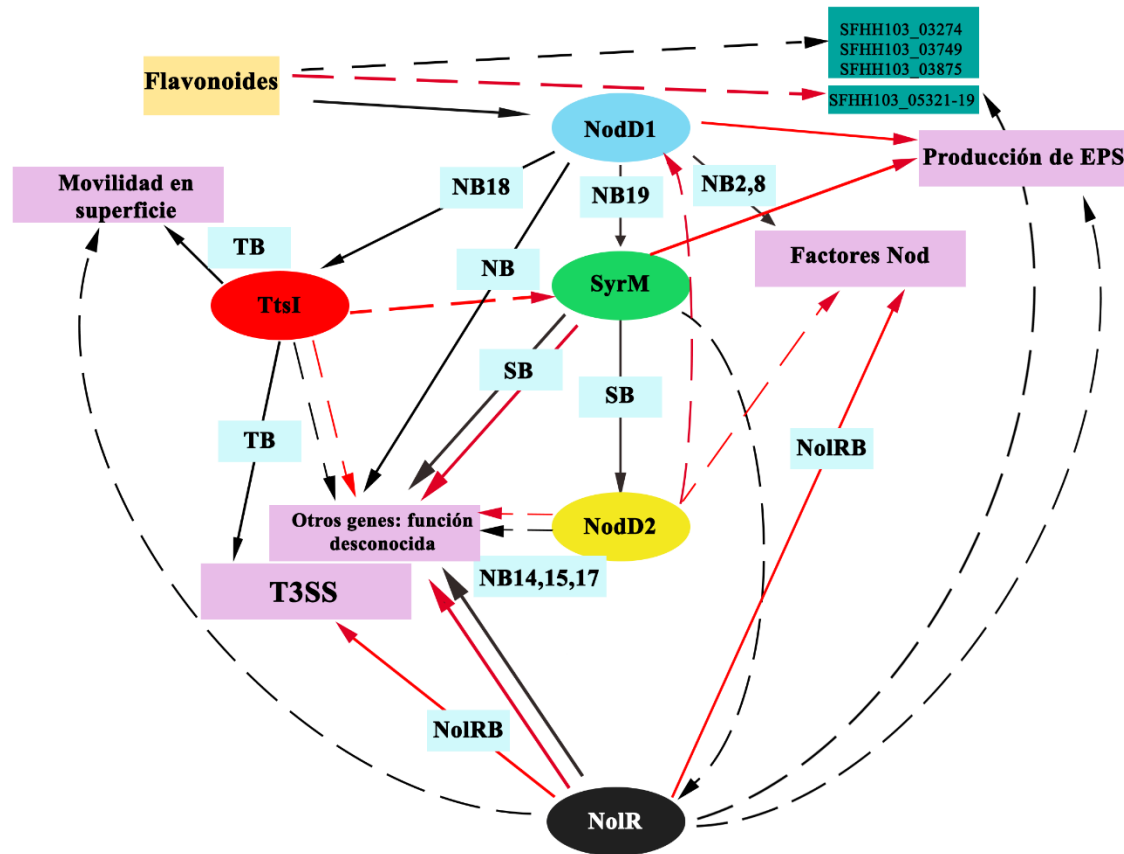 SFHH103_03274
SFHH103_03749
SFHH103_03875
Flavonoides
SFHH103_05321-19
NodD1
Producción de EPS
Movilidad en
superficie
NB18
NB19
NB2,8
TB
NB
Factores Nod
TtsI
SyrM
SB
SB
TB
NolRB
Otros genes: función
desconocida
NodD2
NB14,15,17
T3SS
NolRB
NolR